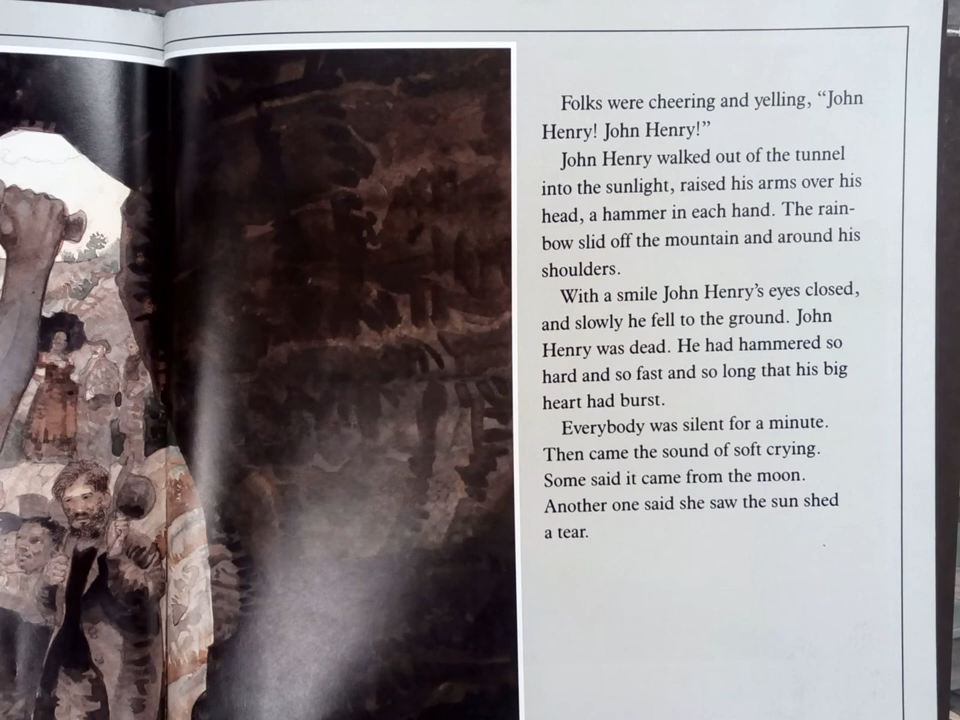 Folks were cheering and yelling, “John
Henry! John Henry!”
John Henry walked out of the tunnel
into the sunlight, raised his arms over his
head, a hammer in each hand. The rain-
bow slid off the mountain and around his
shoulders.
With a smile John Henry’s eyes closed,
and slowly he fell to the ground. John
Henry was dead. He had hammered so
hard and so fast and so long that his big
heart had burst.
Everybody was silent for a minute.
Then came the sound of soft crying.
Some said it came from the moon.
Another one said she saw the sun shed
a tear.